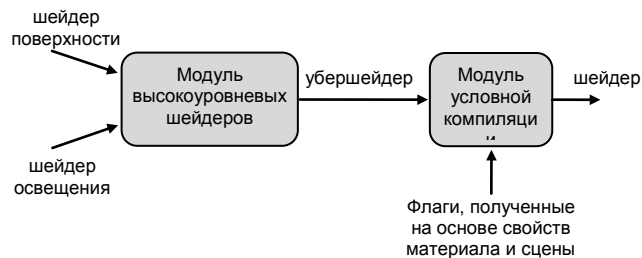 шейдер
поверхности
Модуль
высокоуровневых
шейдеров
шейдер
освещения
убершейдер
Модуль
условной
компиляци
и
шейдер
Флаги, полученные
на основе свойств
материала и сцены